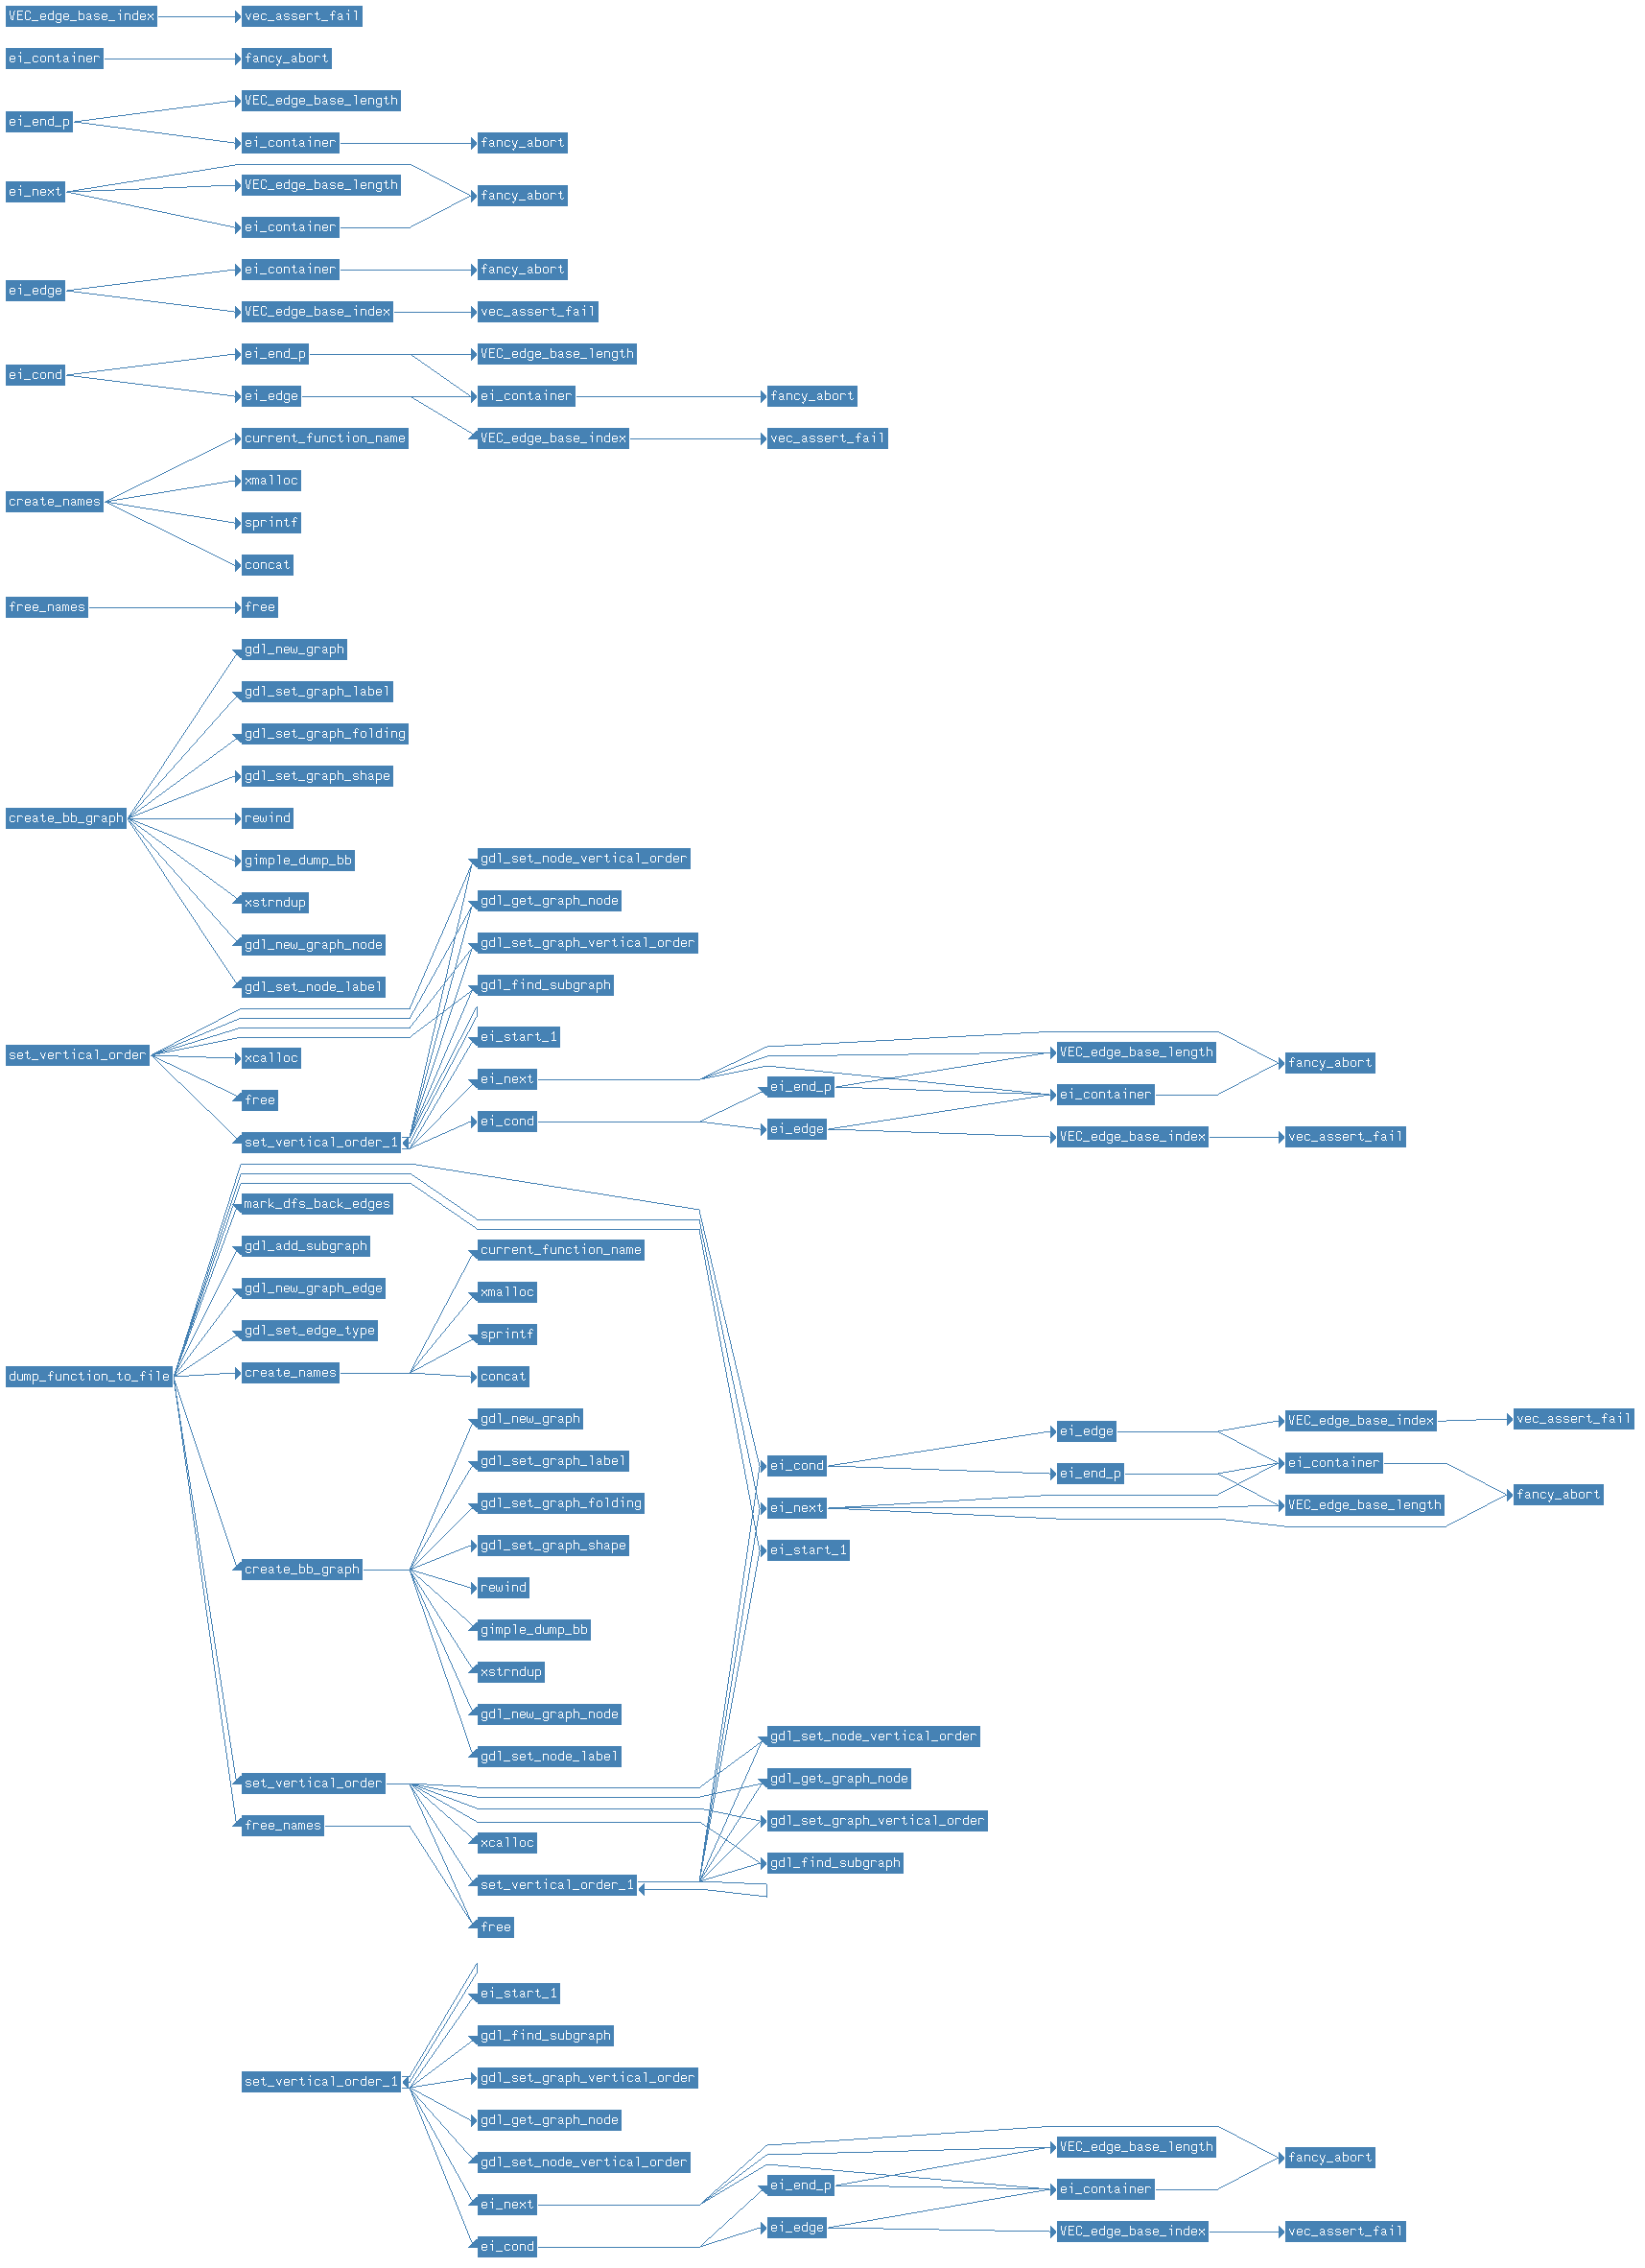 VEC_edge_base_index vec_assert_fail
ei_container fancy_abort
VEC_edge_base_length
ei_end_p
ei_container fancy_abort
VEC_edge_base_length
ei_next fancy_abort
ei_container
ei_container fancy_abort
ei_edge
VEC_edge_base_index vec_assert_fail
ei_end_p VEC_edge_base_length
ei_cond
ei_edge ei_container fancy_abort
current_function_name VEC_edge_base_index vec_assert_fail
xmalloc
create_names
sprintf
concat
free_names free
gdl_new_graph
gdl_set_graph_label
gdl_set_graph_folding
gdl_set_graph_shape
create_bb_graph rewind
gimple_dump_bb gdl_set_node_vertical_order
xstrndup gdl_get_graph_node
gdl_new_graph_node gdl_set_graph_vertical_order
gdl_set_node_label gdl_find_subgraph
ei_start_1
set_vertical_order xcalloc VEC_edge_base_length
fancy_abort
ei_next
ei_end_p
free ei_container
ei_cond
ei_edge
set_vertical_order_1 VEC_edge_base_index vec_assert_fail
mark_dfs_back_edges
gdl_add_subgraph current_function_name
gdl_new_graph_edge xmalloc
gdl_set_edge_type sprintf
dump_function_to_file create_names concat
gdl_new_graph VEC_edge_base_index vec_assert_fail
ei_edge
gdl_set_graph_label ei_cond ei_container
ei_end_p
gdl_set_graph_folding ei_next VEC_edge_base_length fancy_abort
gdl_set_graph_shape ei_start_1
create_bb_graph
rewind
gimple_dump_bb
xstrndup
gdl_new_graph_node
gdl_set_node_vertical_order
gdl_set_node_label
set_vertical_order gdl_get_graph_node
free_names gdl_set_graph_vertical_order
xcalloc
gdl_find_subgraph
set_vertical_order_1
free
ei_start_1
gdl_find_subgraph
set_vertical_order_1 gdl_set_graph_vertical_order
gdl_get_graph_node
VEC_edge_base_length
gdl_set_node_vertical_order fancy_abort
ei_end_p ei_container
ei_next
ei_edge VEC_edge_base_index vec_assert_fail
ei_cond